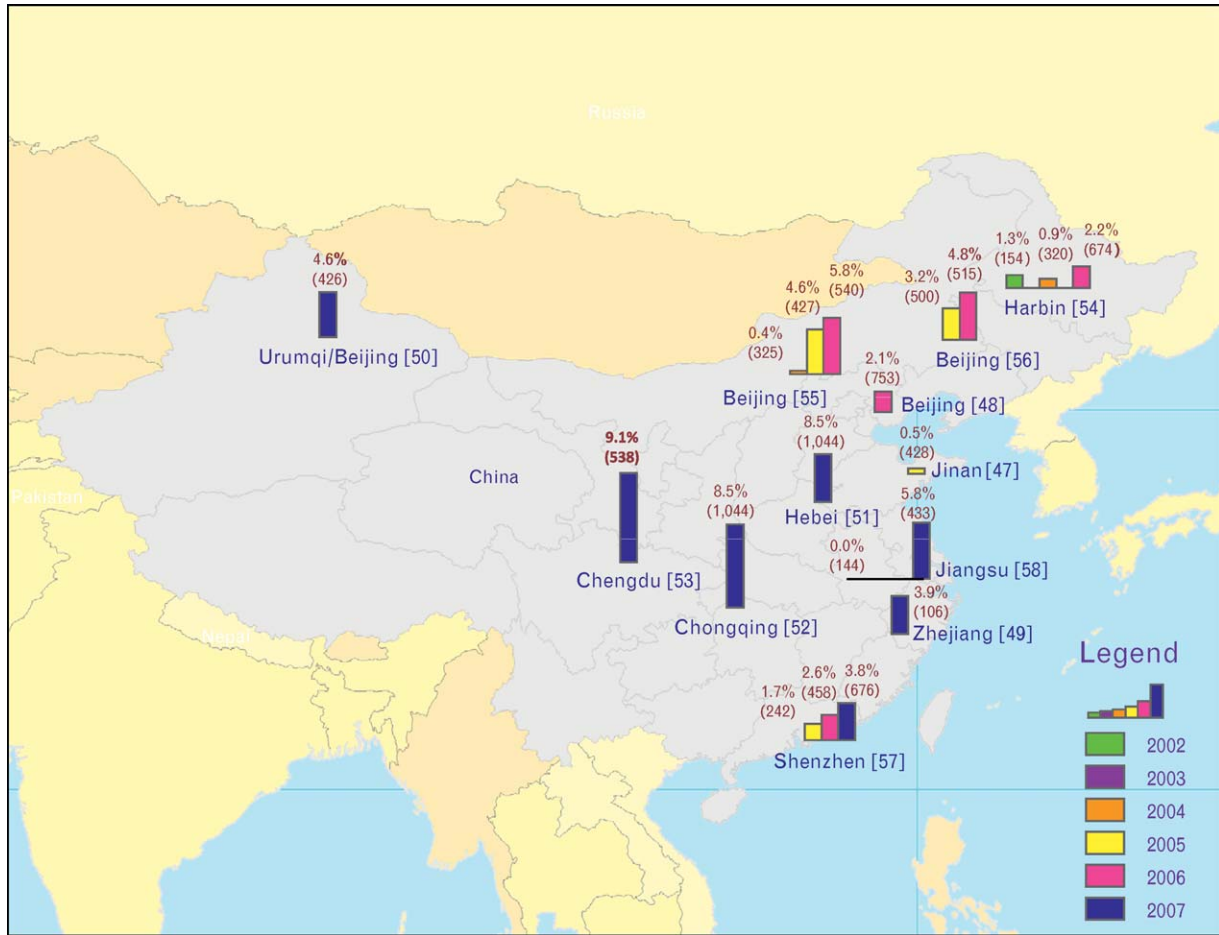 Russia
4.6%
(426)
Urumqi/Beijing [50]
0.4%
(325)
4.6%
(427)
5.8%
(540)
Beijing [55]
3.2%
(500)
4.8%
(515)
Beijing [56]
1.3%
(154)
0.9%
(320)
2.2%
(674)
Harbin [54]
2.1%
(753)
Beijing [48]
Pakistan
China
9.1%
(538)
Chengdu [53]
8.5%
(1,044)
Chongqing [52]
8.5%
(1,044)
Hebei [51]
0.5%
(428)
Jinan [47]
5.8%
(433)
0.0%
(144)
Jiangsu [58]
3.9%
(106)
Zhejiang [49]
Nepal
1.7%
(242)
2.6%
(458)
3.8%
(676)
Shenzhen [57]
Legend
2002
2003
2004
2005
2006
2007